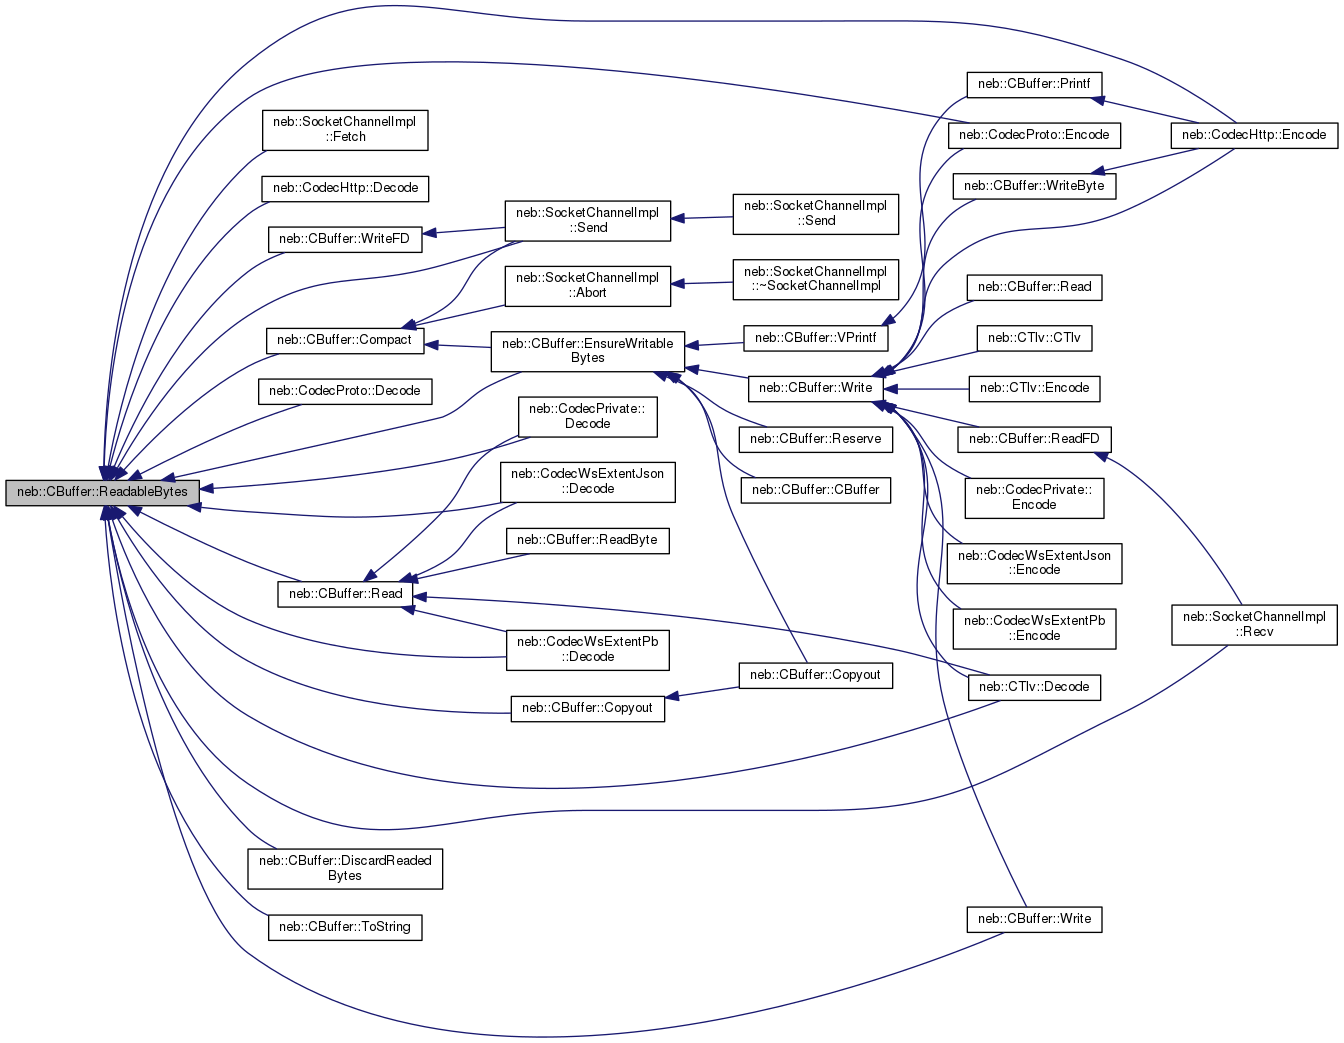 neb::CBuffer::ReadableBytes
neb::SocketChannelImpl
::Fetch
neb::CodecHttp::Decode
neb::CBuffer::WriteFD
neb::CBuffer::Compact
neb::CodecProto::Decode
neb::CBuffer::Read
neb::CBuffer::DiscardReaded
Bytes
neb::CBuffer::ToString
neb::SocketChannelImpl
::Send
neb::SocketChannelImpl
::Abort
neb::CBuffer::EnsureWritable
Bytes
neb::CodecPrivate::
Decode
neb::CodecWsExtentJson
::Decode
neb::CBuffer::ReadByte
neb::CodecWsExtentPb
::Decode
neb::CBuffer::Copyout
neb::SocketChannelImpl
::Send
neb::SocketChannelImpl
::~SocketChannelImpl
neb::CBuffer::VPrintf
neb::CBuffer::Write
neb::CBuffer::Reserve
neb::CBuffer::CBuffer
neb::CBuffer::Copyout
neb::CBuffer::Printf
neb::CodecProto::Encode
neb::CBuffer::WriteByte
neb::CBuffer::Read
neb::CTlv::CTlv
neb::CTlv::Encode
neb::CBuffer::ReadFD
neb::CodecPrivate::
Encode
neb::CodecWsExtentJson
::Encode
neb::CodecWsExtentPb
::Encode
neb::CTlv::Decode
neb::CBuffer::Write
neb::CodecHttp::Encode
neb::SocketChannelImpl
::Recv